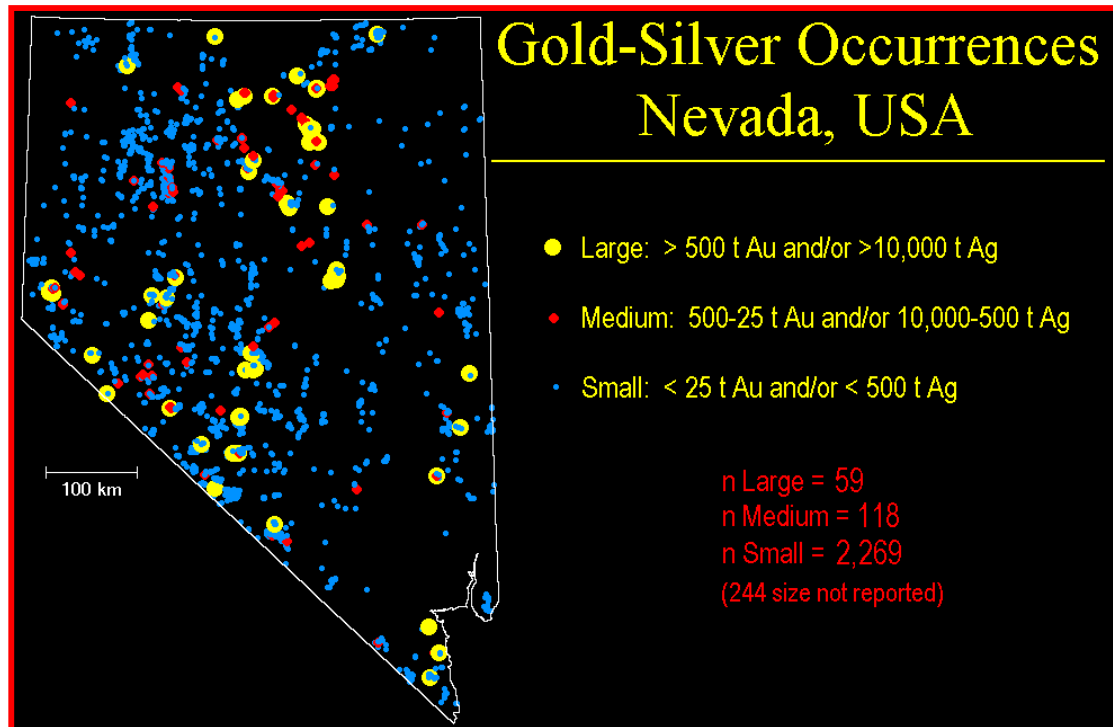 Gold-Silver Occurrences
Nevada, USA
Large: > 500 t Au and/or >10,000 t Ag
Medium: 500-25 t Au and/or 10,000-500 t Ag
Small: < 25 t Au and/or < 500 t Ag
100 km
n Large = 59
n Medium = 118
n Small = 2,269
(244 size not reported)